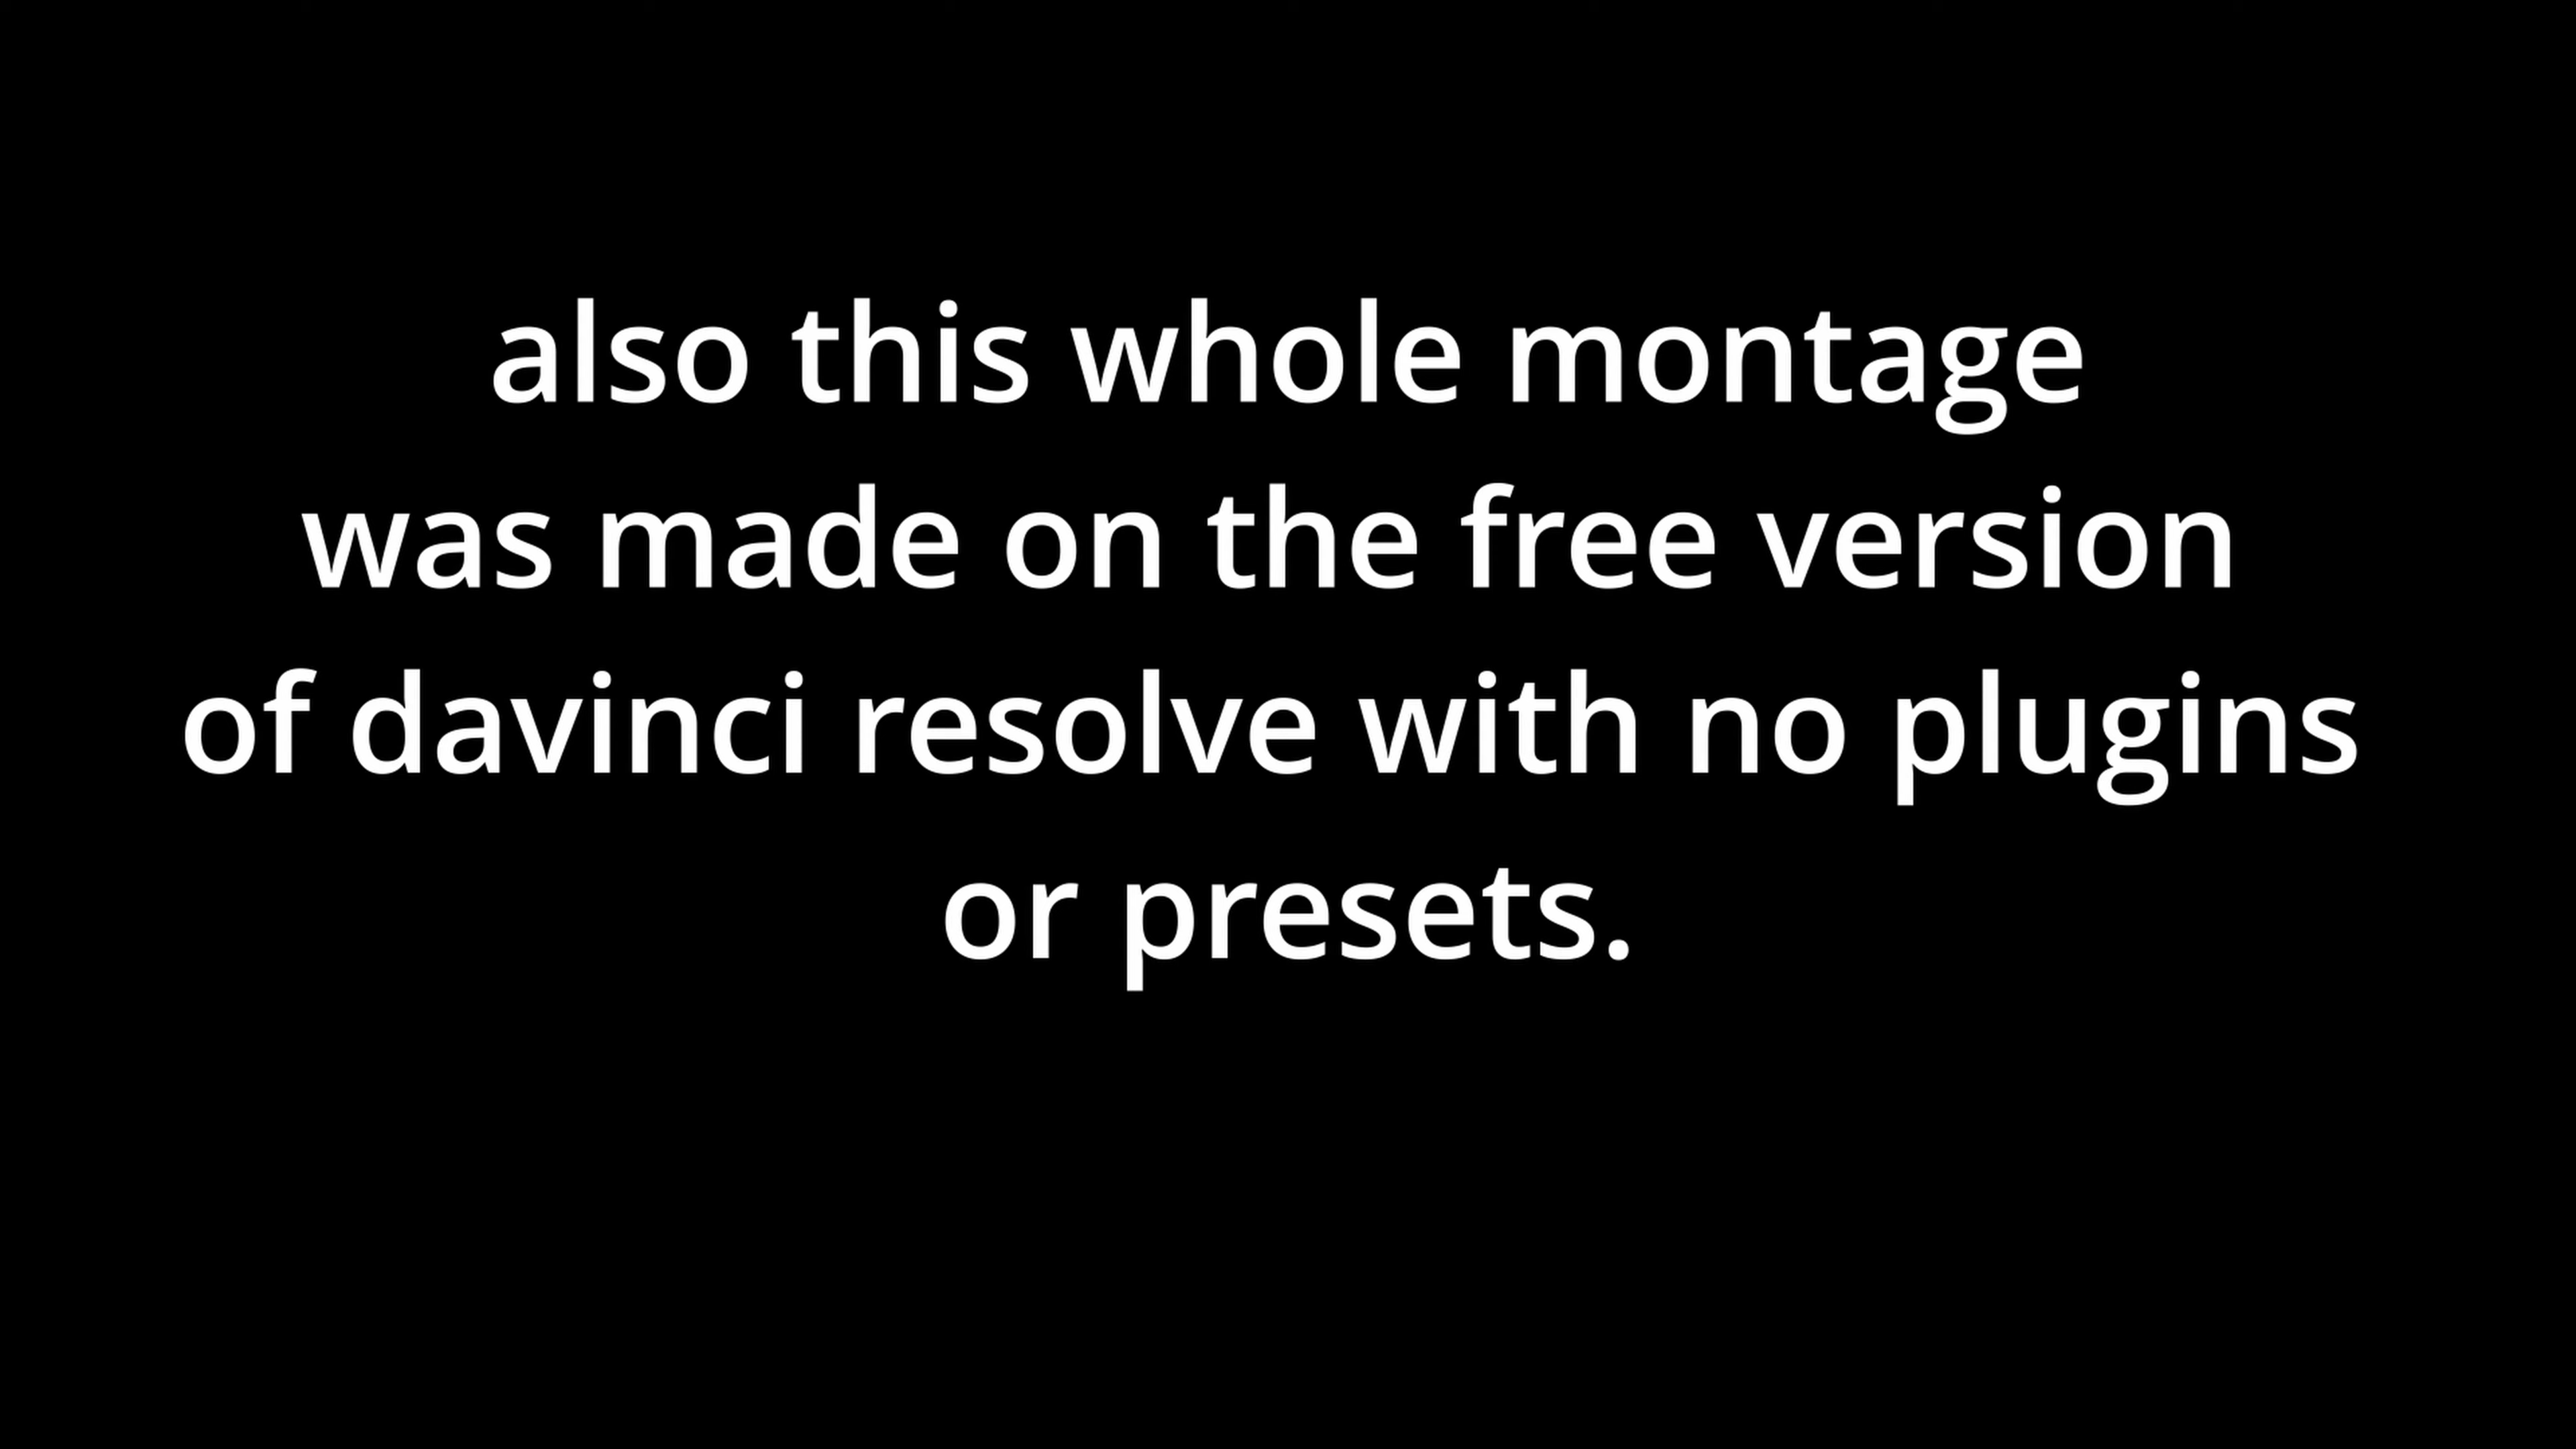 also this whole montage
was made on the free version
of davinci resolve with no plugins
or presets.